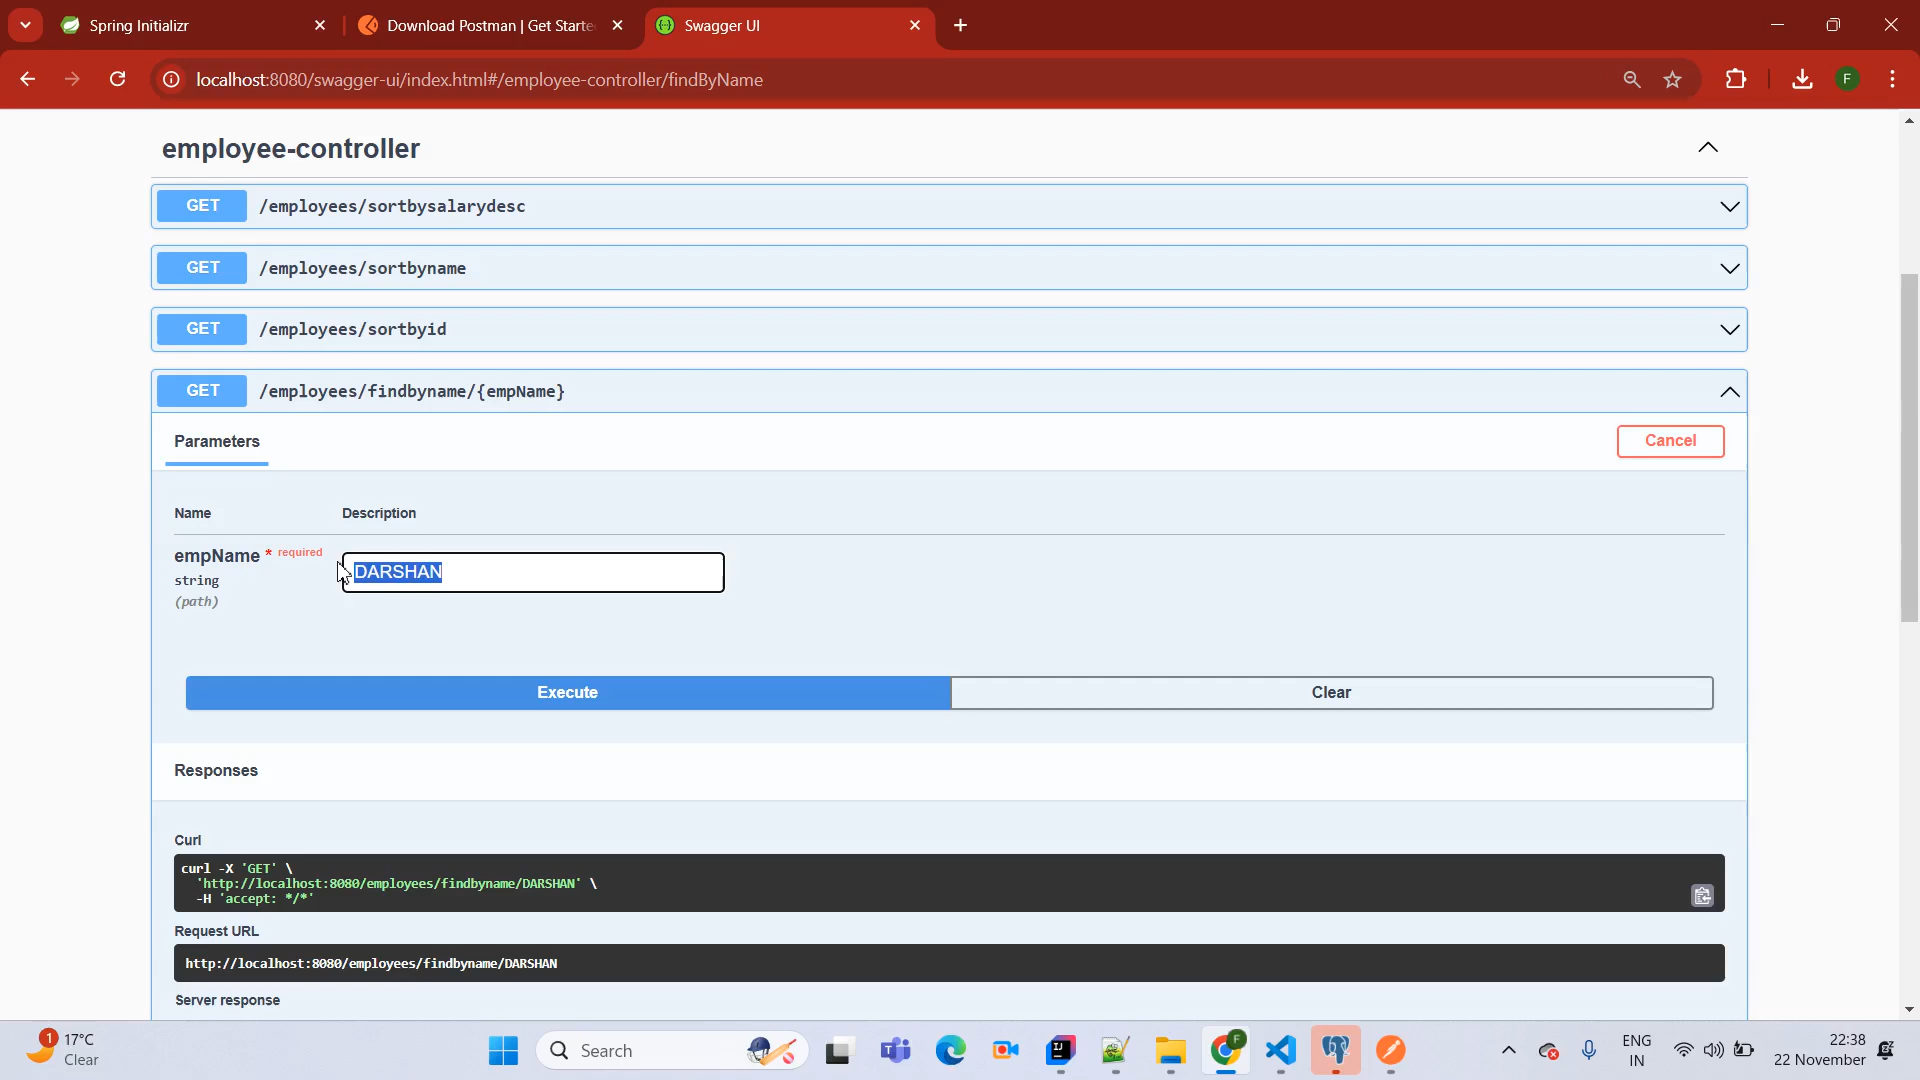 Spring Initializr
Download Postman | Get Starte
Swagger UI
localhost:8080/swagger-ui/index.html#/employee-controller/findByName
F
employee-controller
GET /employees/sortbysalarydesc
GET /employees/sortbyname
GET /employees/sortbyid
GET /employees/findbyname/{empName}
Parameters
Cancel
Name Description
empName * required
string
(path)
DARSHAN
Execute
Clear
Responses
Curl
curl -X 'GET' \
'http://localhost:8080/employees/findbyname/DARSHAN' \
-H 'accept: */*'
Request URL
http://localhost:8080/employees/findbyname/DARSHAN
Server response
1
17°C
Clear
Search
F
ENG
IN
22:38
22 November